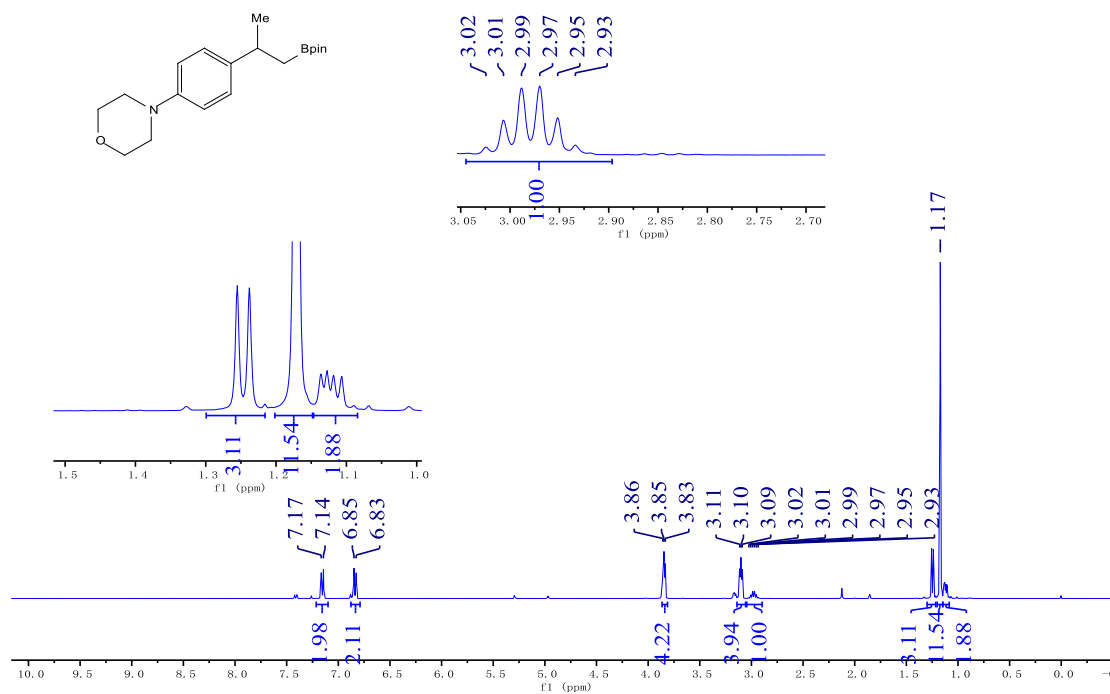 Me
Bpin
N
O
3.02 3.01 2.99 2.97 2.95 2.93
1.00
3.05 3.00 2.95 2.90 2.85 2.80 2.75 2.70
f1 (ppm)
1.17
3.11 11.54 1.88
1.5 1.4 1.3 1.2 1.1 1.0
f1 (ppm)
7.17 7.14 6.85 6.83 3.86 3.85 3.83 3.11 3.10 3.09 3.02 3.01 2.99 2.97 2.95 2.93
1.98 2.11 4.22 3.94 1.00 3.11 11.54 1.88
10.0 9.5 9.0 8.5 8.0 7.5 7.0 6.5 6.0 5.5 5.0 4.5 4.0 3.5 3.0 2.5 2.0 1.5 1.0 0.5 0.0
f1 (ppm)